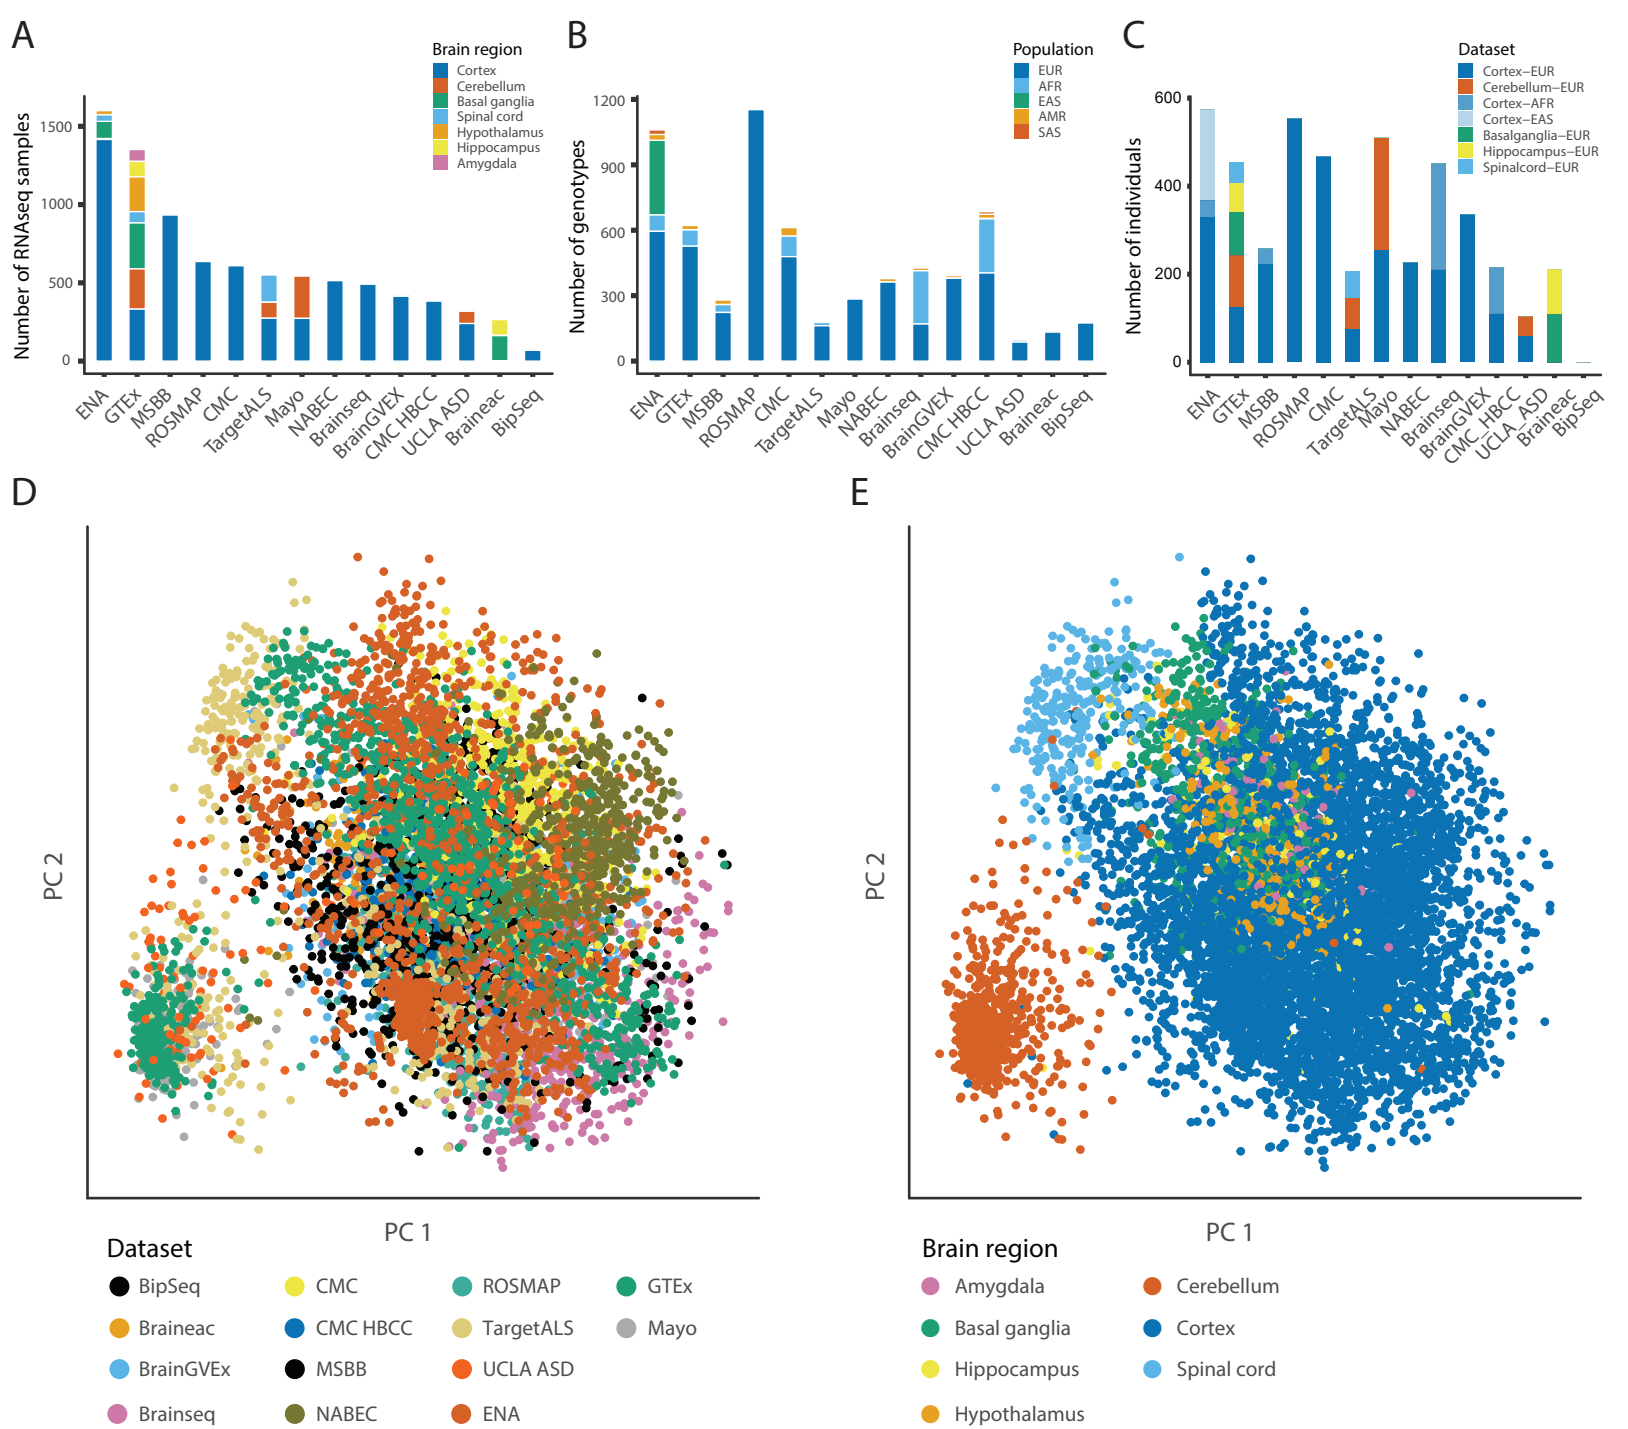 A
Brain region
Cortex
Cerebellum
Basal ganglia
Spinal cord
Hypothalamus
Hippocampus
Amygdala
Number of RNAseq samples
1500
1000
500
0
ENA
GTEx
MSBB
ROSMAP
CMC
TargetALS
Mayo
NABEC
Brainseq
BrainGVEX
CMC HBCC
UCLA ASD
Braineac
BipSeq
B
Population
EUR
AFR
EAS
AMR
SAS
Number of genotypes
1200
900
600
300
0
ENA
GTEx
MSBB
ROSMAP
CMC
TargetALS
Mayo
NABEC
Brainseq
BrainGVEX
CMC HBCC
UCLA ASD
Braineac
BipSeq
C
Dataset
Cortex−EUR
Cerebellum−EUR
Cortex−AFR
Cortex−EAS
Basalganglia−EUR
Hippocampus−EUR
Spinalcord−EUR
Number of individuals
600
400
200
0
ENA
GTEx
MSBB
ROSMAP
CMC
TargetALS
Mayo
NABEC
Brainseq
BrainGVEX
CMC_HBCC
UCLA_ASD
Braineac
BipSeq
D
PC 2
PC 1
Dataset
BipSeq
CMC
ROSMAP
GTEx
Braineac
CMC HBCC
TargetALS
Mayo
BrainGVEx
MSBB
UCLA ASD
Brainseq
NABEC
ENA
E
PC 2
PC 1
Brain region
Amygdala
Cerebellum
Basal ganglia
Cortex
Hippocampus
Spinal cord
Hypothalamus